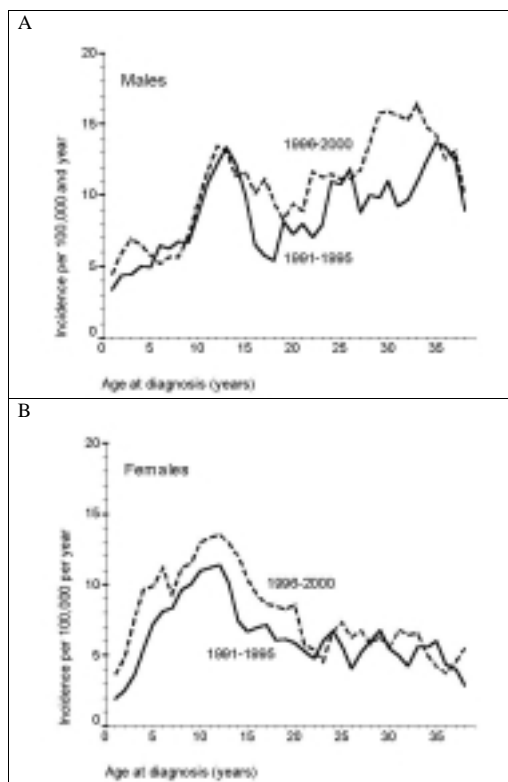 A
20
Males
15
1996-2000
10
5
1991-1995
0
0 5 10 15 20 25 30 35
Incidence per 100,000 and year
Age at diagnosis (years)
B
20
Females
15
1996-2000
10
5
1991-1995
0
0 5 10 15 20 25 30 35
Incidence per 100,000 per year
Age at diagnosis (years)